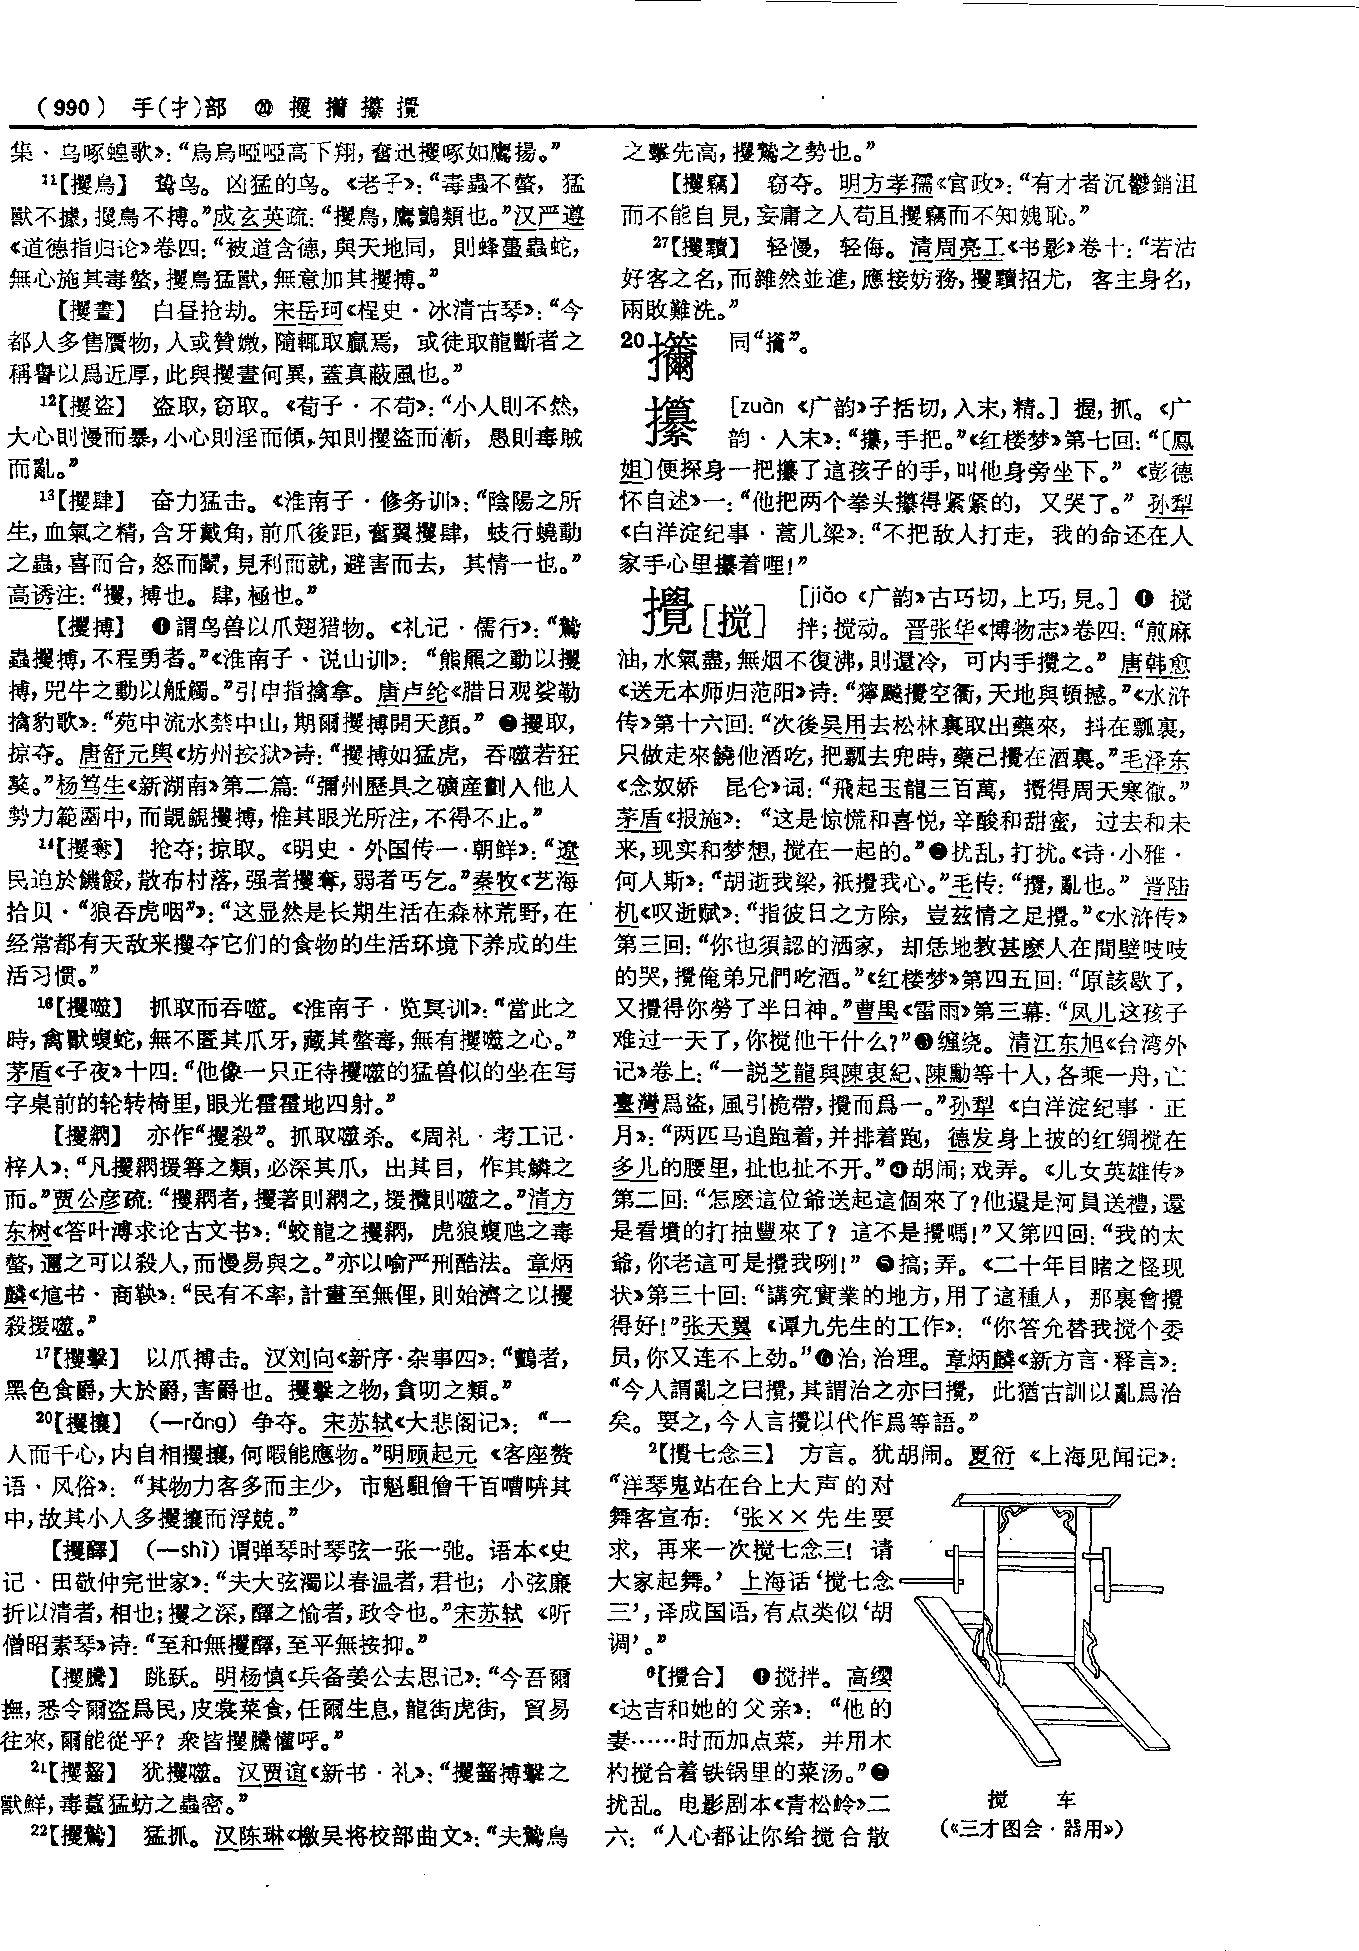 (990) 手(扌)部 ⑳ 攫 攟 攥 攪
集·乌啄蝗歌》：“烏烏啞啞高下翔，奮迅攫啄如鷹揚。”
¹¹【攫鳥】 鸷鸟。凶猛的鸟。《老子》：“毒蟲不螫，猛
獸不據，攫鳥不搏。”成玄英疏：“攫鳥，鷹鸇類也。”汉严遵
《道德指归论》卷四：“被道含德，與天地同，則蜂蠆蟲蛇，
無心施其毒螫，攫鳥猛獸，無意加其攫搏。”
【攫晝】 白昼抢劫。宋岳珂《桯史·冰清古琴》：“今
都人多售贋物，人或贊媺，隨輒取贏焉，或徒取龍斷者之
稱譽以爲近厚，此與攫晝何異，蓋真蔽風也。”
¹²【攫盗】 盗取，窃取。《荀子·不苟》：“小人則不然，
大心則慢而暴，小心則淫而傾，知則攫盜而漸，愚則毒賊
而亂。”
¹³【攫肆】 奋力猛击。《淮南子·修务训》：“陰陽之所
生，血氣之精，含牙戴角，前爪後距，奮翼攫肆，蚑行蟯動
之蟲，喜而合，怒而鬭，見利而就，避害而去，其情一也。”
高诱注：“攫，搏也。肆，極也。”
【攫搏】 ❶謂鸟兽以爪翅猎物。《礼记·儒行》：“鷙
蟲攫搏，不程勇者。”《淮南子·说山训》：“熊羆之動以攫
搏，兕牛之動以觝觸。”引申指擒拿。唐卢纶《腊日观娑勒
擒豹歌》：“苑中流水禁中山，期爾攫搏開天顔。”❷攫取，
掠夺。唐舒元舆《坊州按狱》诗：“攫搏如猛虎，吞噬若狂
獒。”杨笃生《新湖南》第二篇：“彌州歷具之礦産劃入他人
勢力範圍中，而覬覦攫搏，惟其眼光所注，不得不止。”
¹⁴【攫奪】 抢夺；掠取。《明史·外国传一·朝鲜》：“遼
民迫於饑餒，散布村落，强者攫奪，弱者丐乞。”秦牧《艺海
拾贝·“狼吞虎咽”》：“这显然是长期生活在森林荒野，在
经常都有天敌来攫夺它们的食物的生活环境下养成的生
活习惯。”
¹⁶【攫噬】 抓取而吞噬。《淮南子·览冥训》：“當此之
時，禽獸蝮蛇，無不匿其爪牙，藏其螫毒，無有攫噬之心。”
茅盾《子夜》十四：“他像一只正待攫噬的猛兽似的坐在写
字桌前的轮转椅里，眼光霍霍地四射。”
【攫閷】 亦作“攫殺”。抓取噬杀。《周礼·考工记·
梓人》：“凡攫閷援簭之類，必深其爪，出其目，作其鱗之
而。”贾公彦疏：“攫閷者，攫著則閷之，援攬則噬之。”清方
东树《答叶溥求论古文书》：“蛟龍之攫閷，虎狼蝮虺之毒
螫，邇之可以殺人，而慢易與之。”亦以喻严刑酷法。章炳
麟《訄书·商鞅》：“民有不率，計畫至無俚，則始濟之以攫
殺援噬。”
¹⁷【攫擊】 以爪搏击。汉刘向《新序·杂事四》：“鸇者，
黑色食爵，大於爵，害爵也。攫擊之物，貪叨之類。”
²⁰【攫攘】 （—rǎng）争夺。宋苏轼《大悲阁记》：“一
人而千心，内自相攫攘，何暇能應物。”明顾起元《客座赘
语·风俗》：“其物力客多而主少，市魁駔儈千百嘈哄其
中，故其小人多攫攘而浮兢。”
【攫醳】 （—shì）谓弹琴时琴弦一张一弛。语本《史
记·田敬仲完世家》：“夫大弦濁以春温者，君也；小弦廉
折以清者，相也；攫之深，醳之愉者，政令也。”宋苏轼《听
僧昭素琴》诗：“至和無攫醳，至平無按抑。”
【攫騰】 跳跃。明杨慎《兵备姜公去思记》：“今吾爾
撫，悉令爾盗爲民，皮裳菜食，任爾生息，龍街虎街，貿易
往來，爾能從乎？衆皆攫騰懽呼。”
²¹【攫齧】 犹攫噬。汉贾谊《新书·礼》：“攫齧搏擊之
獸鮮，毒蠚猛蚄之蟲密。”
²²【攫鷙】 猛抓。汉陈琳《檄吴将校部曲文》：“夫鷙鳥
之擊先高，攫鷙之勢也。”
【攫竊】 窃夺。明方孝孺《官政》：“有才者沉鬱銷沮
而不能自見，妄庸之人苟且攫竊而不知媿恥。”
²⁷【攫黷】 轻慢，轻侮。清周亮工《书影》卷十：“若沽
好客之名，而雜然並進，應接妨務，攫黷招尤，客主身名，
兩敗難洗。”
20 同“攟”。
攥 [zuàn《广韵》子括切，入末，精。] 握，抓。《广
韵·入末》：“攥，手把。”《红楼梦》第七回：“〔鳳
姐〕便探身一把攥了這孩子的手，叫他身旁坐下。”《彭德
怀自述》一：“他把两个拳头攥得紧紧的，又哭了。”孙犁
《白洋淀纪事·蒿儿梁》：“不把敌人打走，我的命还在人
家手心里攥着哩！”
攪[搅] [jiǎo《广韵》古巧切，上巧，見。] ❶ 搅
拌；搅动。晋张华《博物志》卷四：“煎麻
油，水氣盡，無烟不復沸，則還冷，可内手攪之。”唐韩愈
《送无本师归范阳》诗：“獰飈攪空衢，天地與頓撼。”《水浒
传》第十六回：“次後吴用去松林裏取出藥來，抖在瓢裏，
只做走來饒他酒吃，把瓢去兜時，藥已攪在酒裏。”毛泽东
《念奴娇 昆仑》词：“飛起玉龍三百萬，攪得周天寒徹。”
茅盾《报施》：“这是惊慌和喜悦，辛酸和甜蜜，过去和未
来，现实和梦想，搅在一起的。”❷扰乱，打扰。《诗·小雅·
何人斯》：“胡逝我梁，祇攪我心。”毛传：“攪，亂也。”晋陆
机《叹逝赋》：“指彼日之方除，豈兹情之足攪。”《水浒传》
第三回：“你也須認的洒家，却恁地教甚麽人在間壁吱吱
的哭，攪俺弟兄們吃酒。”《红楼梦》第四五回：“原該歇了，
又攪得你勞了半日神。”曹禺《雷雨》第三幕：“凤儿这孩子
难过一天了，你搅他干什么？”❸缠绕。清江东旭《台湾外
记》卷上：“一説芝龍與陳衷紀、陳勳等十人，各乘一舟，亡
臺灣爲盜，風引桅帶，攪而爲一。”孙犁《白洋淀纪事·正
月》：“两匹马追跑着，并排着跑，德发身上披的红绸搅在
多儿的腰里，扯也扯不开。”❹胡闹；戏弄。《儿女英雄传》
第二回：“怎麽這位爺送起這個來了？他還是河員送禮，還
是看墳的打抽豐來了？這不是攪嗎！”又第四回：“我的太
爺，你老這可是攪我咧！”❺搞；弄。《二十年目睹之怪现
状》第三十回：“講究實業的地方，用了這種人，那裏會攪
得好！”张天翼《谭九先生的工作》：“你答允替我搅个委
员，你又连不上劲。”❻治；治理。章炳麟《新方言·释言》：
“今人謂亂之曰攪，其謂治之亦曰攪，此猶古訓以亂爲治
矣。要之，今人言攪以代作爲等語。”
²【攪七念三】 方言。犹胡闹。夏衍《上海见闻记》：
“洋琴鬼站在台上大声的对
舞客宣布：‘张××先生要
求，再来一次搅七念三！请
大家起舞。’上海话‘搅七念
三’，译成国语，有点类似‘胡
调’。”
⁶【攪合】 ❶搅拌。高缨
《达吉和她的父亲》：“他的
妻……时而加点菜，并用木
杓搅合着铁锅里的菜汤。”❷
扰乱。电影剧本《青松岭》二
六：“人心都让你给搅合散
搅 车
（《三才图会·器用》）